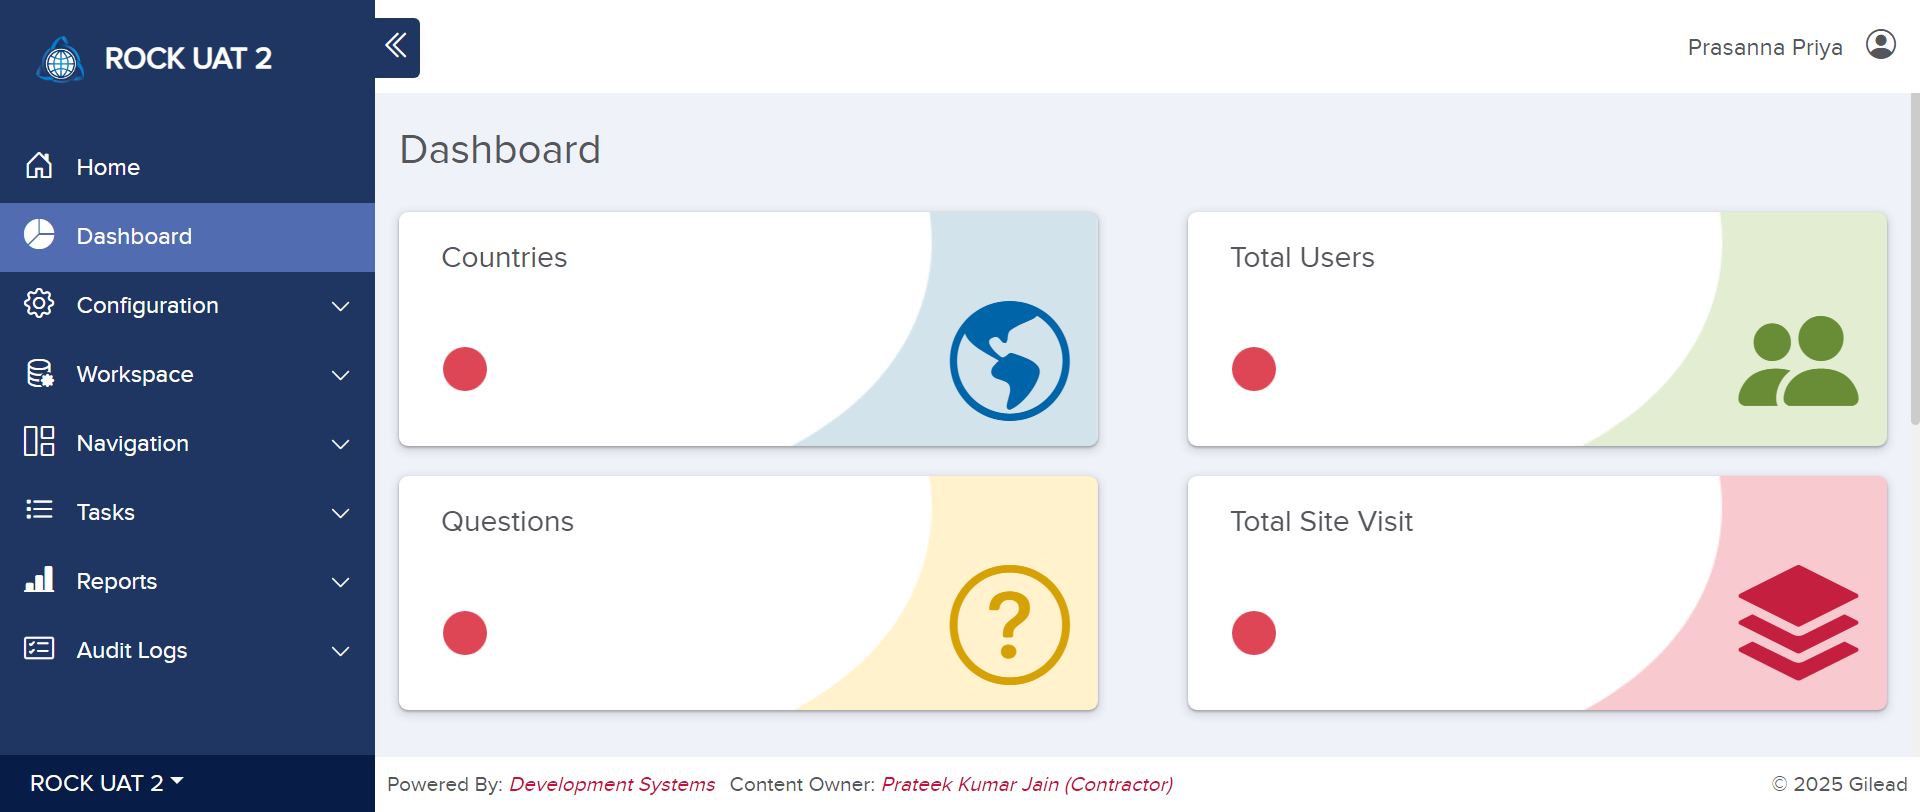 ROCK UAT 2
Prasanna Priya
Home
Dashboard
Configuration
Workspace
Navigation
Tasks
Reports
Audit Logs
ROCK UAT 2
Dashboard
Countries
Total Users
Questions
Total Site Visit
Powered By: Development Systems Content Owner: Prateek Kumar Jain (Contractor)
© 2025 Gilead